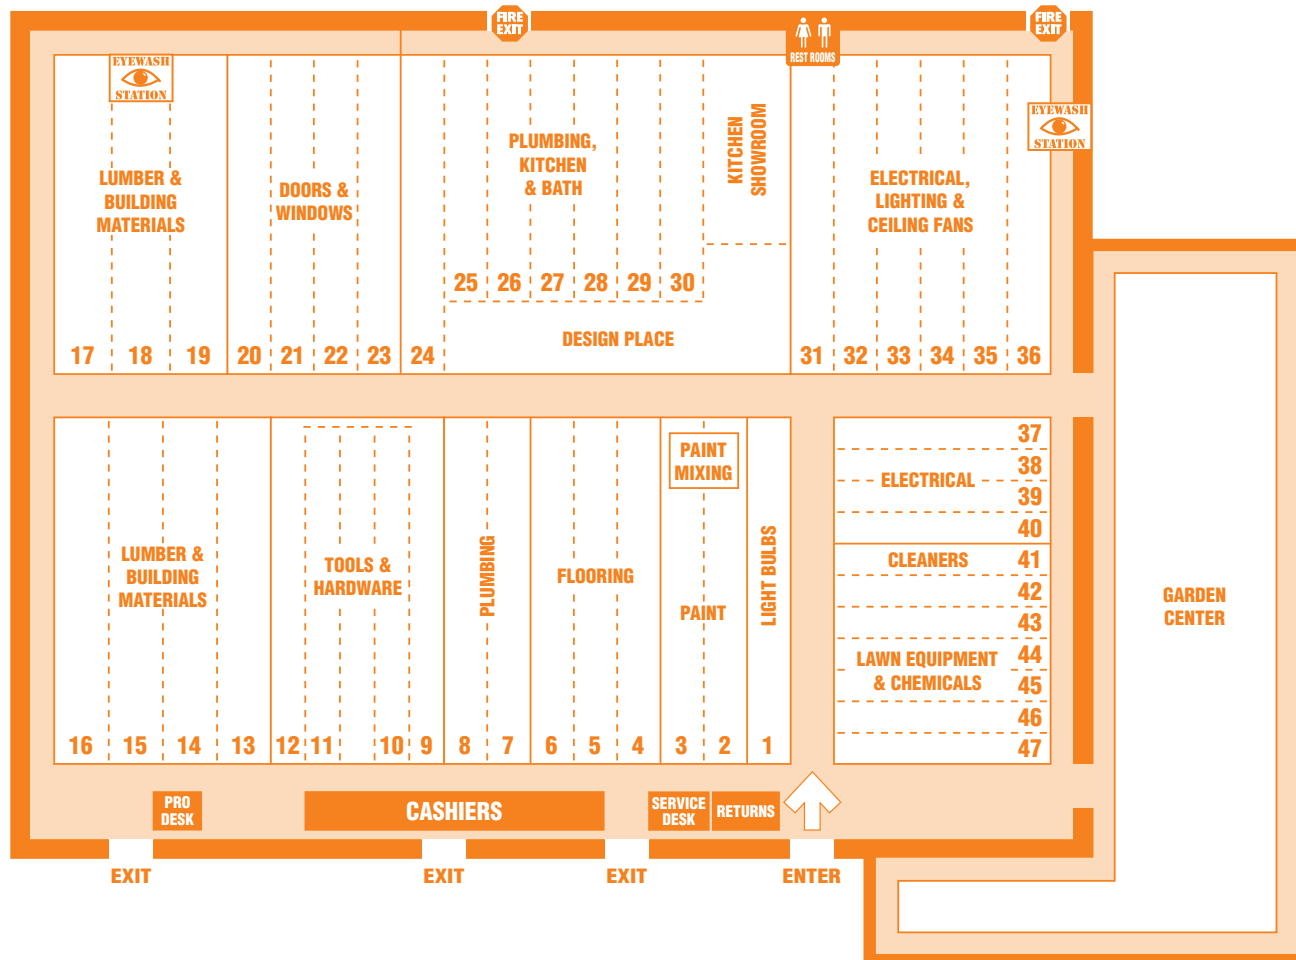 FIRE
EXIT
FIRE
EXIT
REST ROOMS
EYEWASH
STATION
EYEWASH
STATION
LUMBER &
BUILDING
MATERIALS
DOORS &
WINDOWS
PLUMBING,
KITCHEN
& BATH
KITCHEN
SHOWROOM
ELECTRICAL,
LIGHTING &
CEILING FANS
25 26 27 28 29 30
DESIGN PLACE
17 18 19 20 21 22 23 24 31 32 33 34 35 36
LUMBER &
BUILDING
MATERIALS
TOOLS &
HARDWARE
PLUMBING
FLOORING
PAINT
MIXING
PAINT
LIGHT BULBS
37
38
ELECTRICAL
39
40
CLEANERS
41
42
43
LAWN EQUIPMENT
& CHEMICALS
44
45
46
47
GARDEN
CENTER
16 15 14 13 12 11 10 9 8 7 6 5 4 3 2 1
PRO
DESK
CASHIERS
SERVICE
DESK
RETURNS
EXIT
EXIT
EXIT
ENTER